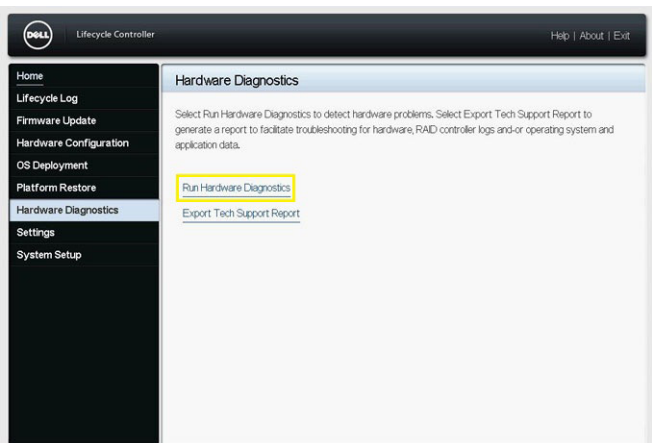 DELL
Lifecycle Controller
Help | About | Exit
Home
Lifecycle Log
Firmware Update
Hardware Configuration
OS Deployment
Platform Restore
Hardware Diagnostics
Settings
System Setup
Hardware Diagnostics
Select Run Hardware Diagnostics to detect hardware problems. Select Export Tech Support Report to
generate a report to facilitate troubleshooting for hardware, RAID controller logs and-or operating system and
application data.
Run Hardware Diagnostics
Export Tech Support Report